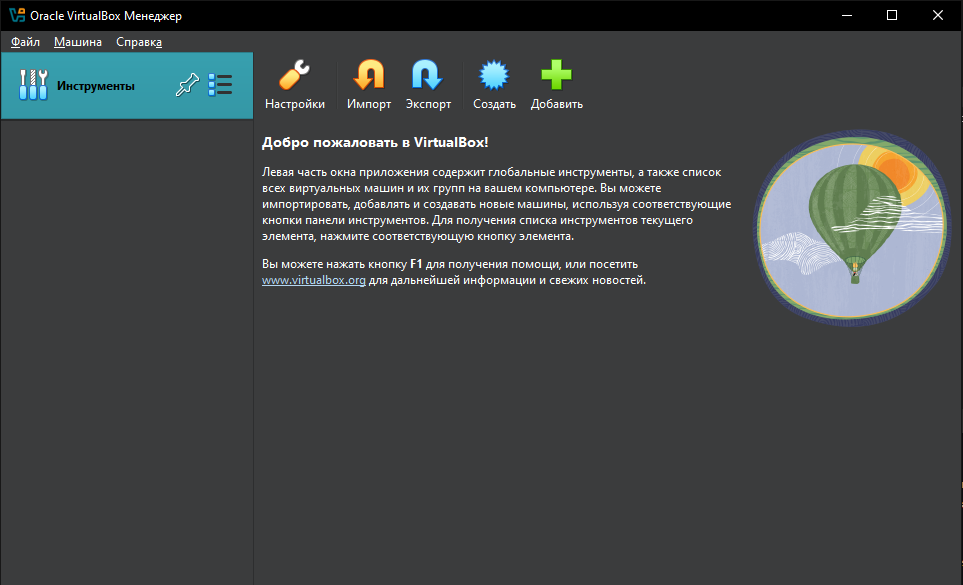 Oracle VirtualBox Менеджер
Файл Машина Справка
Инструменты
Настройки Импорт Экспорт Создать Добавить
Добро пожаловать в VirtualBox!
Левая часть окна приложения содержит глобальные инструменты, а также список
всех виртуальных машин и их групп на вашем компьютере. Вы можете
импортировать, добавлять и создавать новые машины, используя соответствующие
кнопки панели инструментов. Для получения списка инструментов текущего
элемента, нажмите соответствующую кнопку элемента.
Вы можете нажать кнопку F1 для получения помощи, или посетить
www.virtualbox.org для дальнейшей информации и свежих новостей.